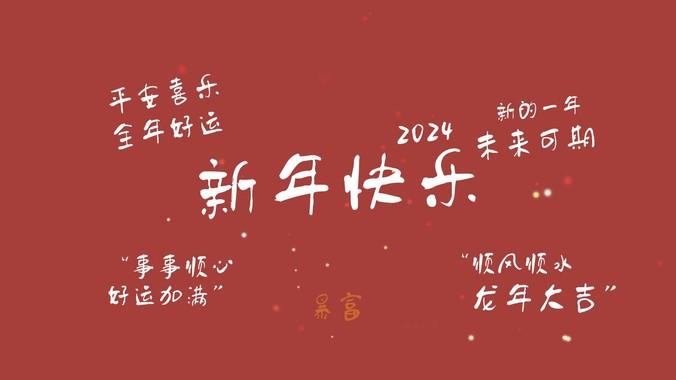 平安喜乐
全年好运
新的一年
未来可期
2024
新年快乐
“事事顺心
好运加满”
“顺风顺水
龙年大吉”
暴富